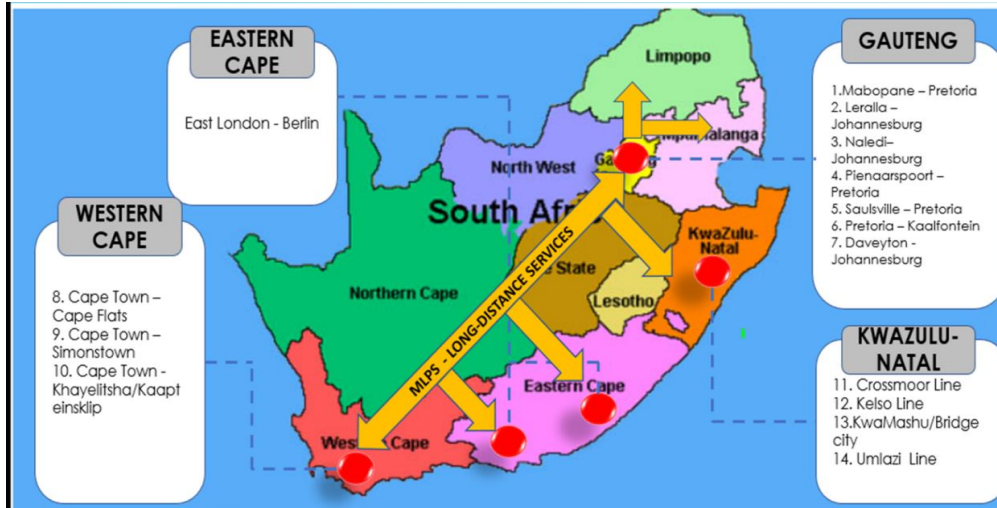 EASTERN
CAPE
East London - Berlin
WESTERN
CAPE
8. Cape Town –
Cape Flats
9. Cape Town –
Simonstown
10. Cape Town -
Khayelitsha/Kaapt
einsklip
GAUTENG
1.Mabopane – Pretoria
2. Leralla –
Johannesburg
3. Naledi–
Johannesburg
4. Pienaarspoort –
Pretoria
5. Saulsville – Pretoria
6. Pretoria – Kaalfontein
7. Daveyton -
Johannesburg
KWAZULU-
NATAL
11. Crossmoor Line
12. Kelso Line
13.KwaMashu/Bridge
city
14. Umlazi Line
Limpopo
North West
South Afri
KwaZulu-
Natal
State
Lesotho
Northern Cape
MLPS - LONG-DISTANCE SERVICES
Eastern Cape
Cape